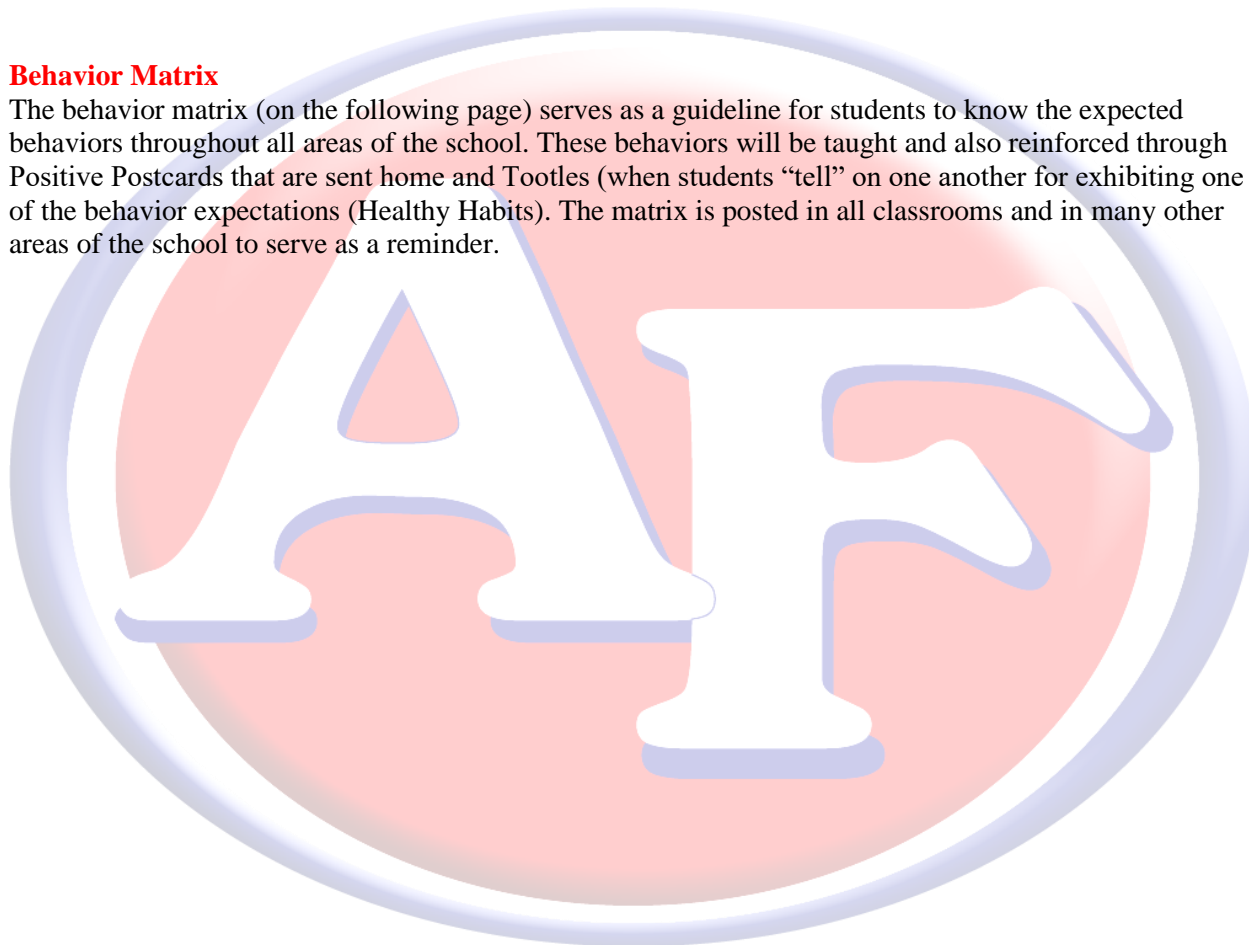 Behavior Matrix
The behavior matrix (on the following page) serves as a guideline for students to know the expected
behaviors throughout all areas of the school. These behaviors will be taught and also reinforced through
Positive Postcards that are sent home and Tootles (when students “tell” on one another for exhibiting one
of the behavior expectations (Healthy Habits). The matrix is posted in all classrooms and in many other
areas of the school to serve as a reminder.
AF